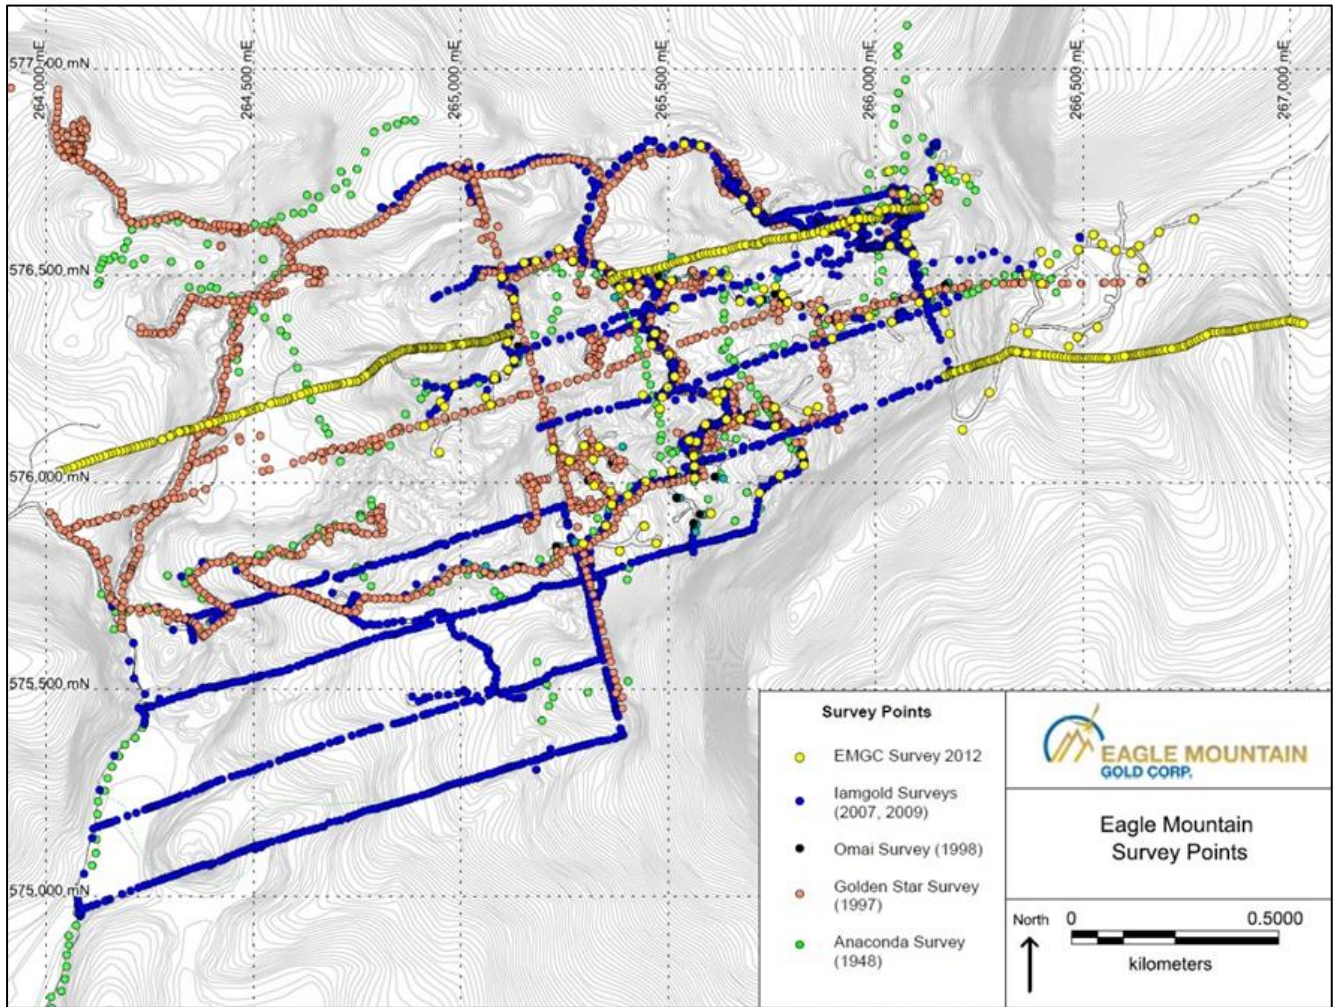 264,000 mE
264,500 mE
265,000 mE
265,500 mE
266,000 mE
266,500 mE
267,000 mE
577,000 mN
576,500 mN
576,000 mN
575,500 mN
575,000 mN
Survey Points
EMGC Survey 2012
Iamgold Surveys
(2007, 2009)
Omai Survey (1998)
Golden Star Survey
(1997)
Anaconda Survey
(1948)
EAGLE MOUNTAIN
GOLD CORP.
Eagle Mountain
Survey Points
North
0 0.5000
kilometers